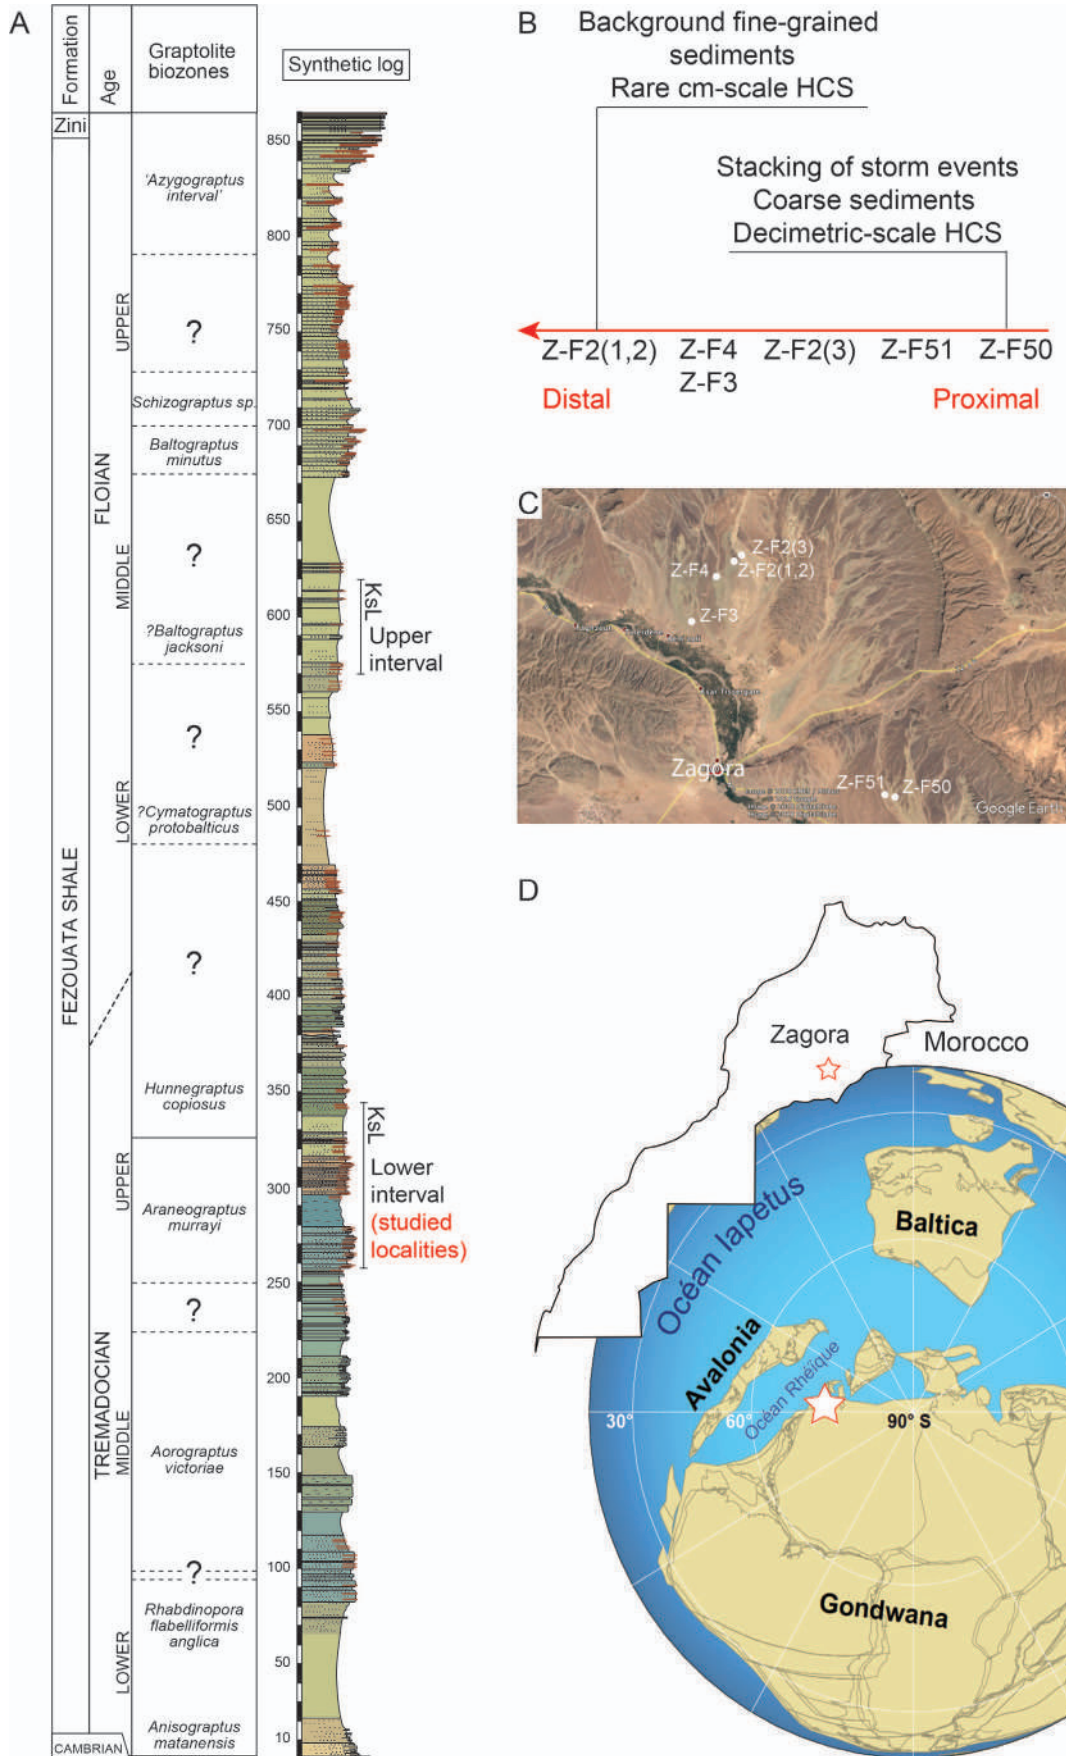 A
Formation
Age
Graptolite
biozones
Synthetic log
Zini
FEZOUATA SHALE
CAMBRIAN
FLOIAN
UPPER
MIDDLE
LOWER
TREMADOCIAN
UPPER
MIDDLE
LOWER
'Azygograptus
interval'
?
Schizograptus sp.
Baltograptus
minutus
?
?Baltograptus
jacksoni
?
?Cymatograptus
protobalticus
?
Hunnegraptus
copiosus
Araneograptus
murrayi
?
Aorograptus
victoriae
?
Rhabdinopora
flabelliformis
anglica
Anisograptus
matanensis
850
800
750
700
650
600
550
500
450
400
350
300
250
200
150
100
50
10
KsL
Upper
interval
KsL
Lower
interval
(studied
localities)
B
Background fine-grained
sediments
Rare cm-scale HCS
Stacking of storm events
Coarse sediments
Decimetric-scale HCS
Z-F2(1,2) Z-F4 Z-F2(3) Z-F51 Z-F50
Z-F3
Distal Proximal
C
Z-F2(3)
Z-F4
Z-F2(1,2)
Z-F3
Zagora
Z-F51
Z-F50
Google Earth
D
Zagora
Morocco
Océan Iapetus
Baltica
Avalonia
Océan Rhéïque
30°
60°
90° S
Gondwana